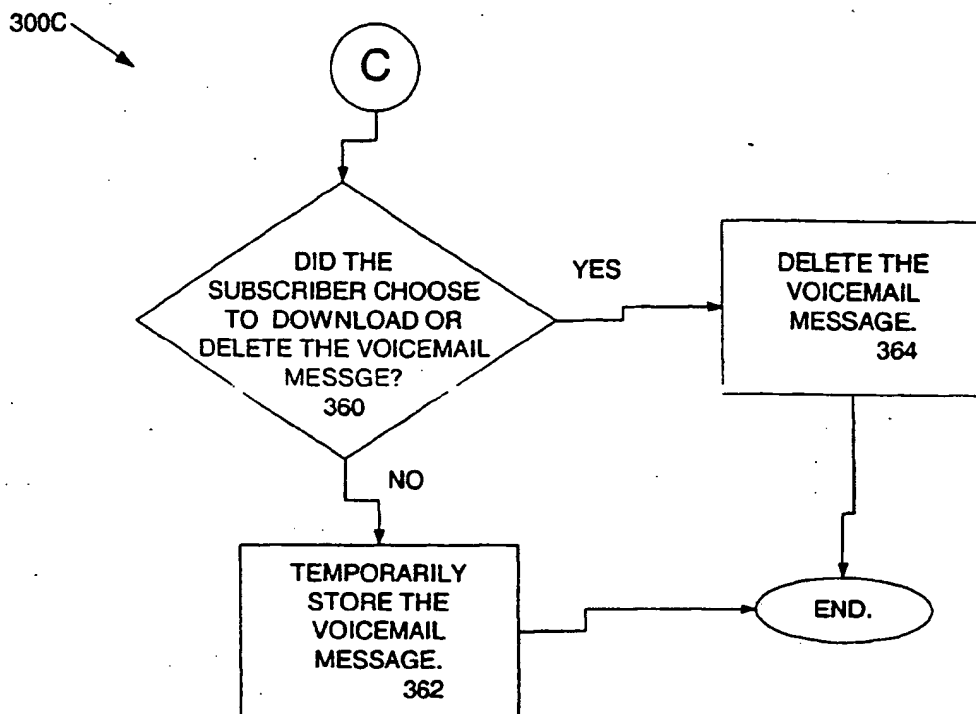 300C
C
DID THE
SUBSCRIBER CHOOSE
TO DOWNLOAD OR
DELETE THE VOICEMAIL
MESSGE?
360
YES
DELETE THE
VOICEMAIL
MESSAGE.
364
NO
TEMPORARILY
STORE THE
VOICEMAIL
MESSAGE.
362
END.